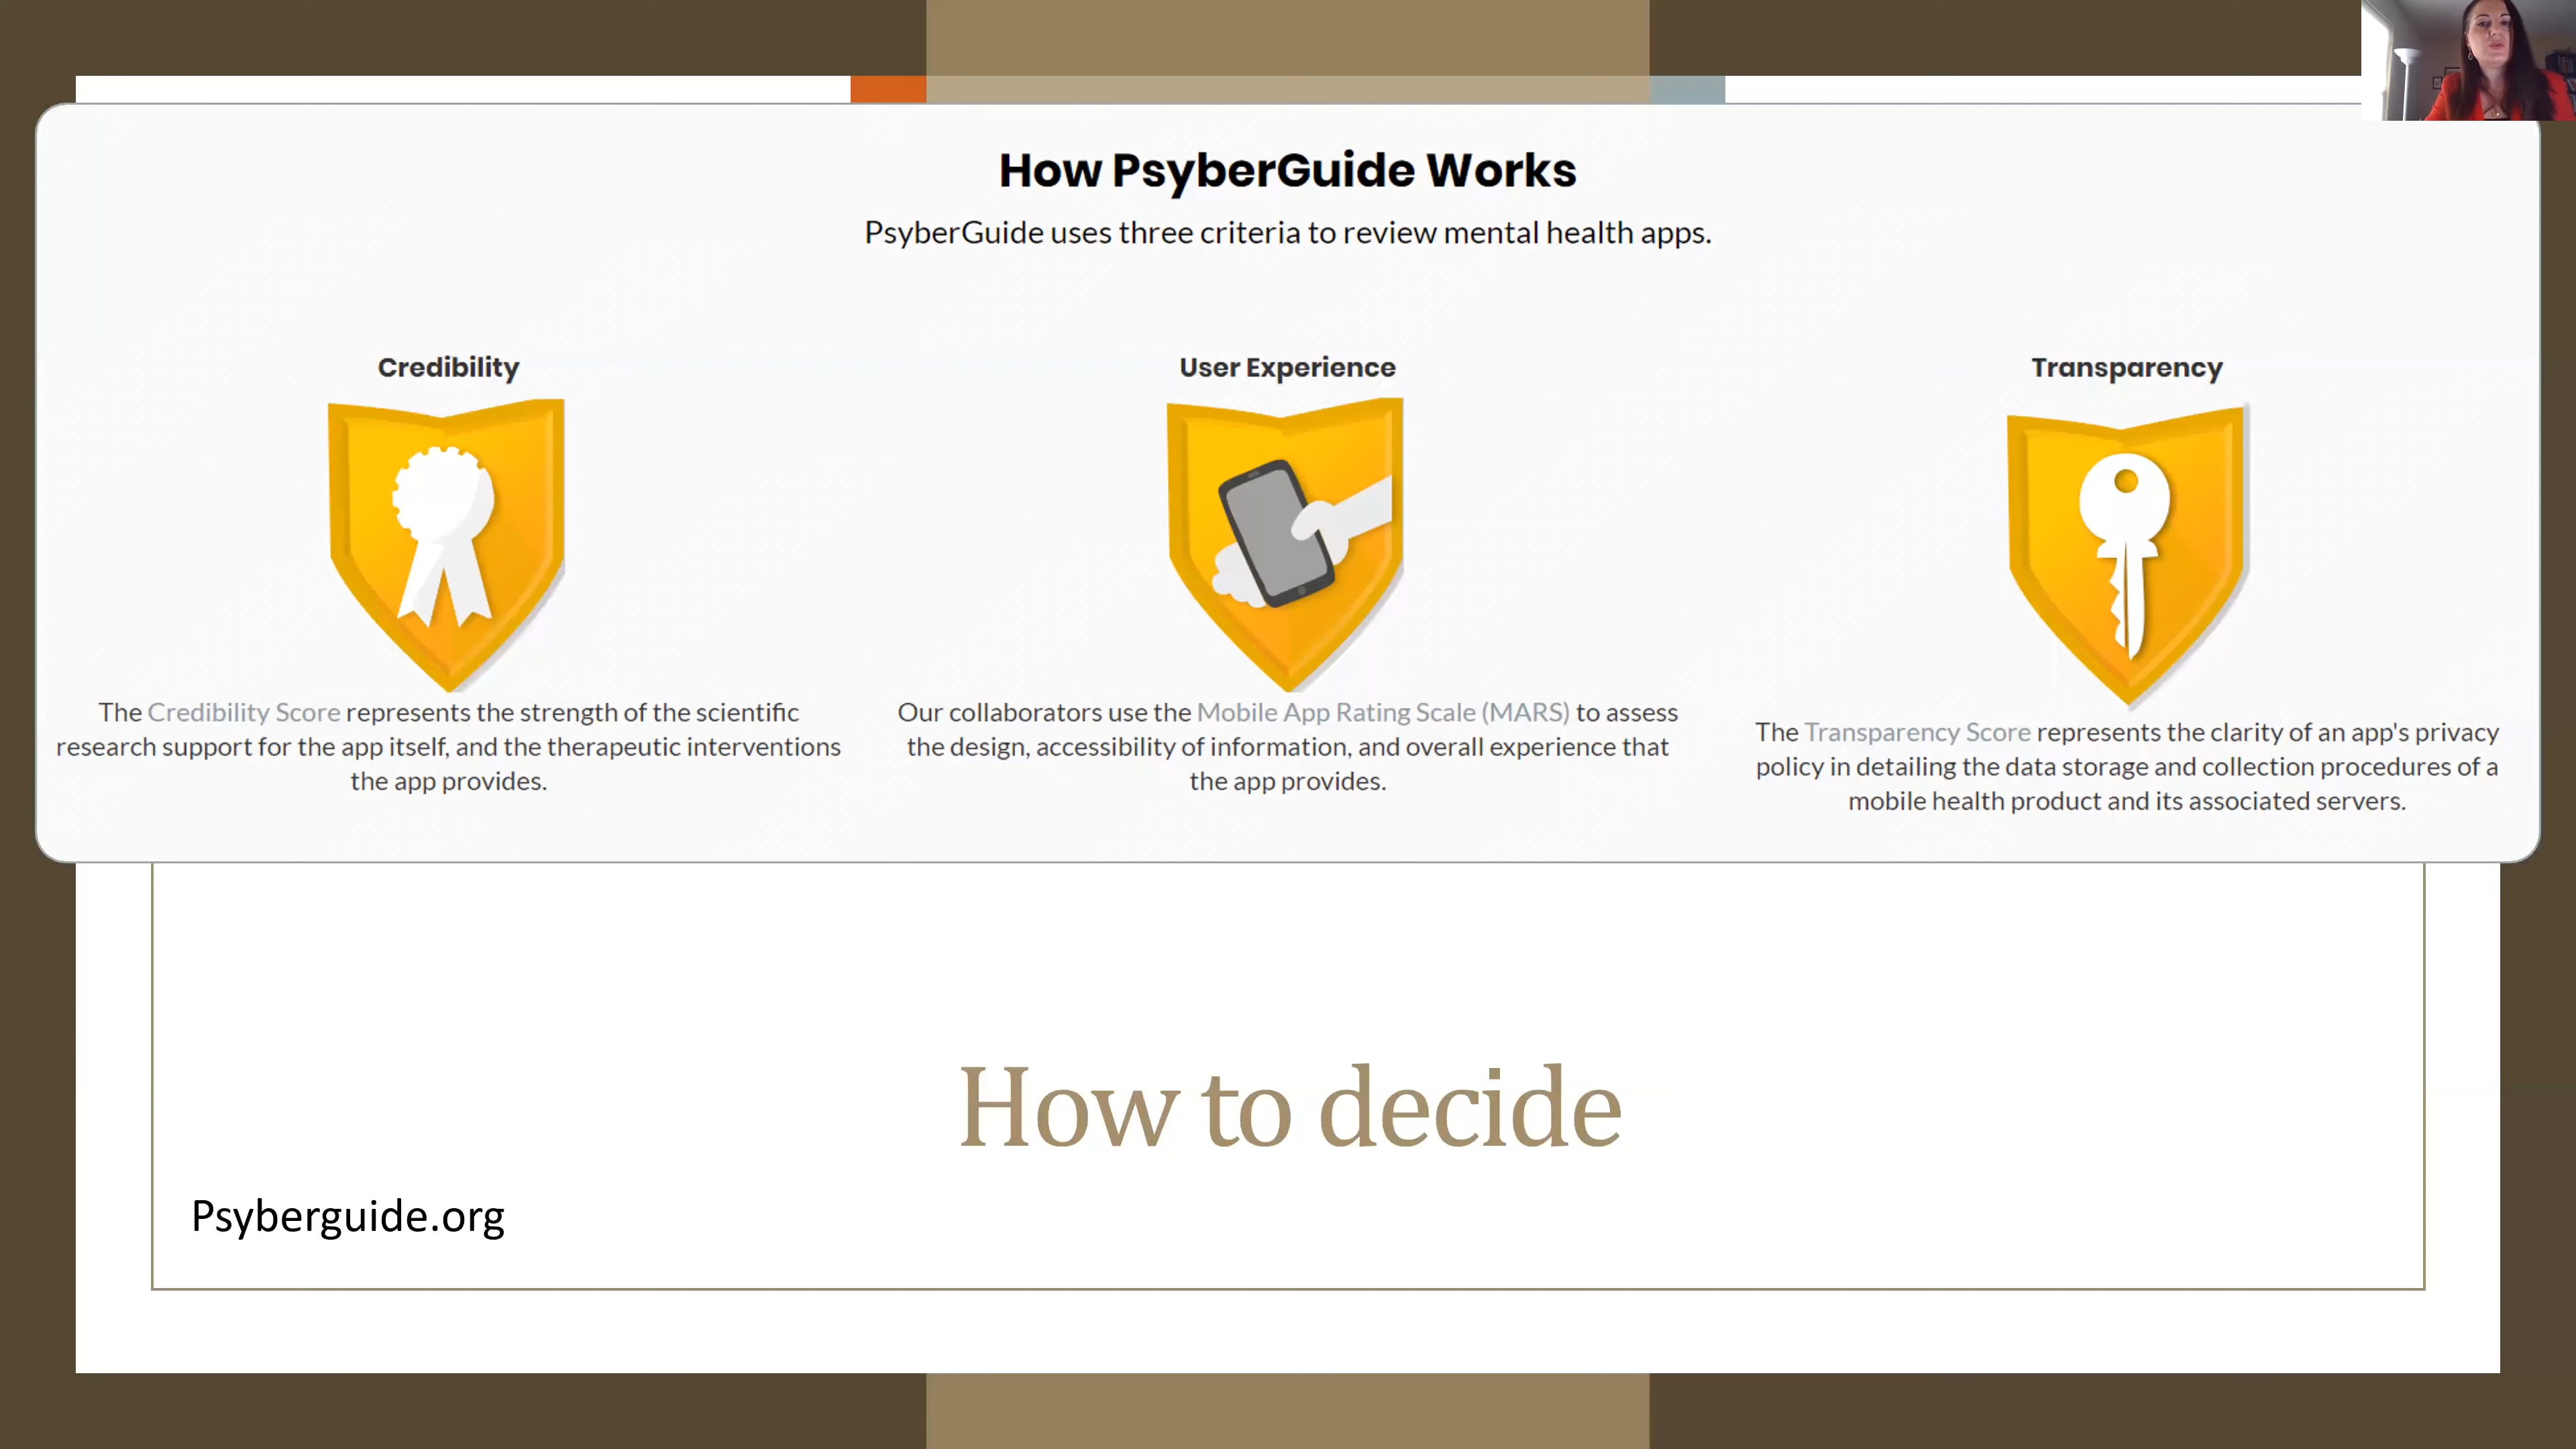 How PsyberGuide Works
PsyberGuide uses three criteria to review mental health apps.
Credibility
The Credibility Score represents the strength of the scientific
research support for the app itself, and the therapeutic interventions
the app provides.
User Experience
Our collaborators use the Mobile App Rating Scale (MARS) to assess
the design, accessibility of information, and overall experience that
the app provides.
Transparency
The Transparency Score represents the clarity of an app's privacy
policy in detailing the data storage and collection procedures of a
mobile health product and its associated servers.
How to decide
Psyberguide.org